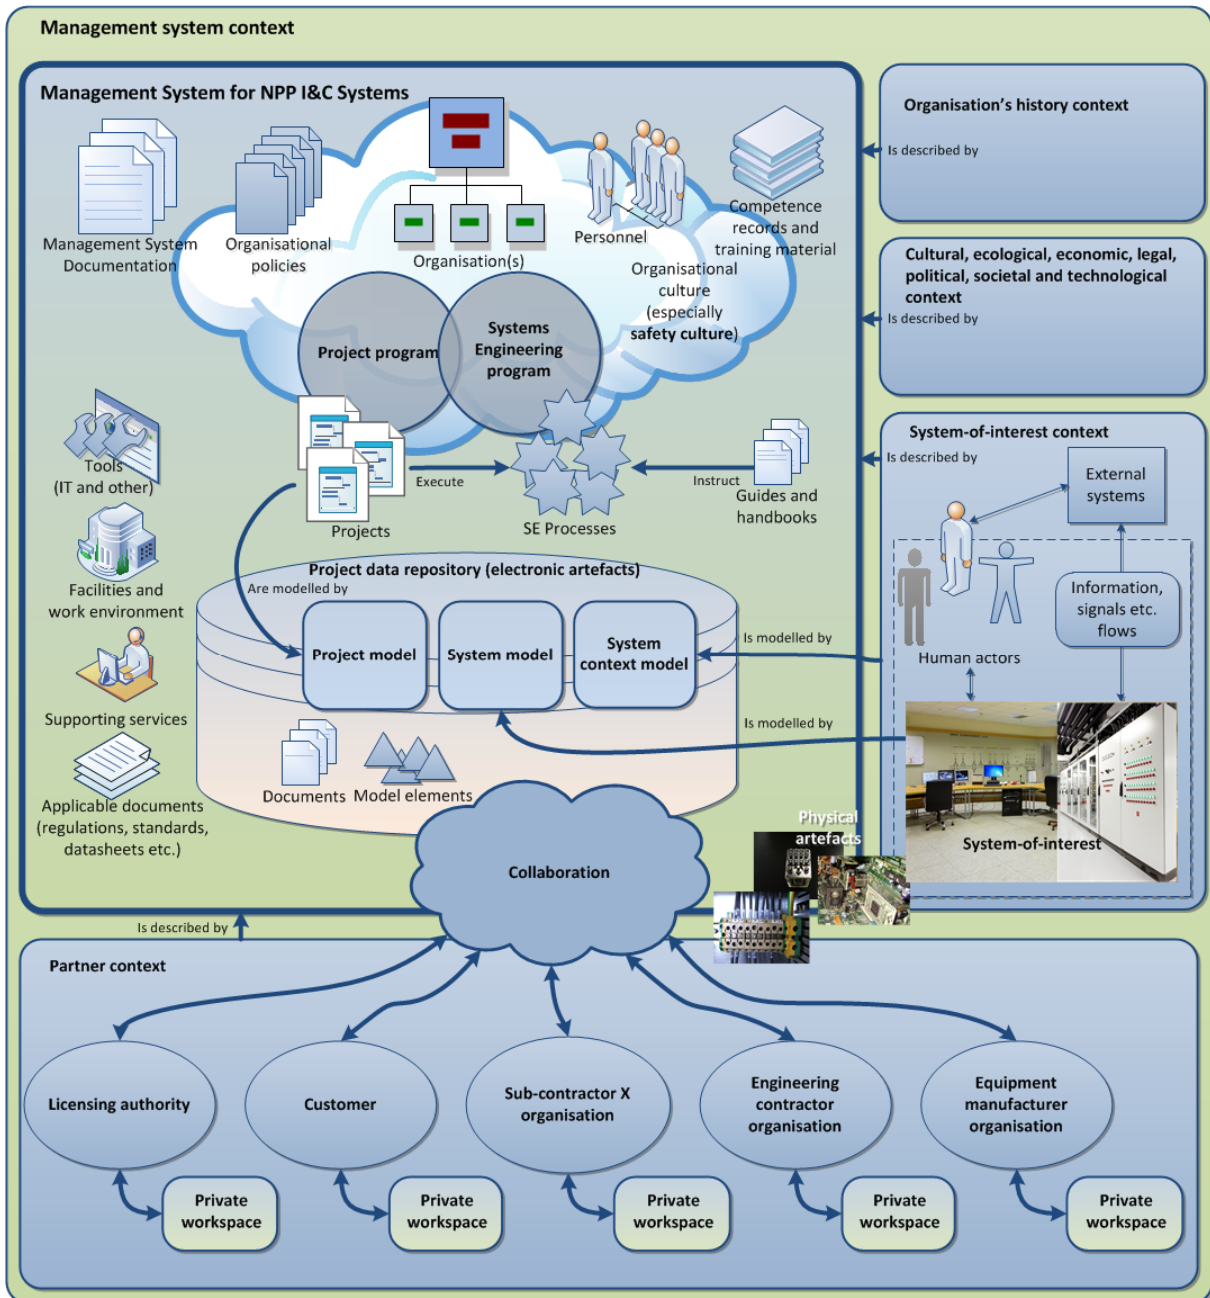 Management system context
Management System for NPP I&C Systems
Management System
Documentation
Organisational
policies
Organisation(s)
Personnel
Competence
records and
training material
Organisational
culture
(especially
safety culture)
Project program
Systems
Engineering
program
Tools
(IT and other)
Projects
Execute
SE Processes
Instruct
Guides and
handbooks
Facilities and
work environment
Supporting services
Applicable documents
(regulations, standards,
datasheets etc.)
Project data repository (electronic artefacts)
Are modelled by
Project model
System model
System
context model
Documents
Model elements
Collaboration
Physical
artefacts
Organisation's history context
Is described by
Cultural, ecological, economic, legal,
political, societal and technological
context
Is described by
System-of-interest context
Is described by
External
systems
Information,
signals etc.
flows
Human actors
Is modelled by
Is modelled by
System-of-interest
Is described by
Partner context
Licensing authority
Customer
Sub-contractor X
organisation
Engineering
contractor
organisation
Equipment
manufacturer
organisation
Private
workspace
Private
workspace
Private
workspace
Private
workspace
Private
workspace